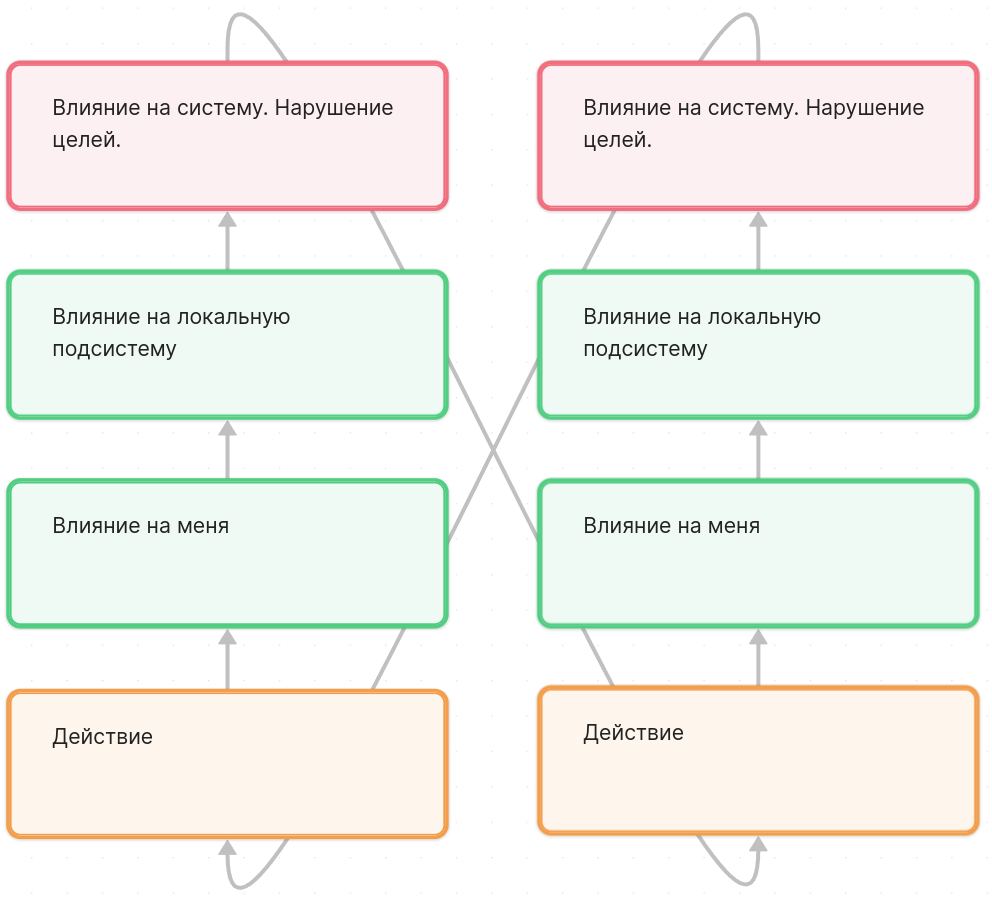 Влияние на систему. Нарушение
целей.
Влияние на локальную
подсистему
Влияние на меня
Действие
Влияние на систему. Нарушение
целей.
Влияние на локальную
подсистему
Влияние на меня
Действие